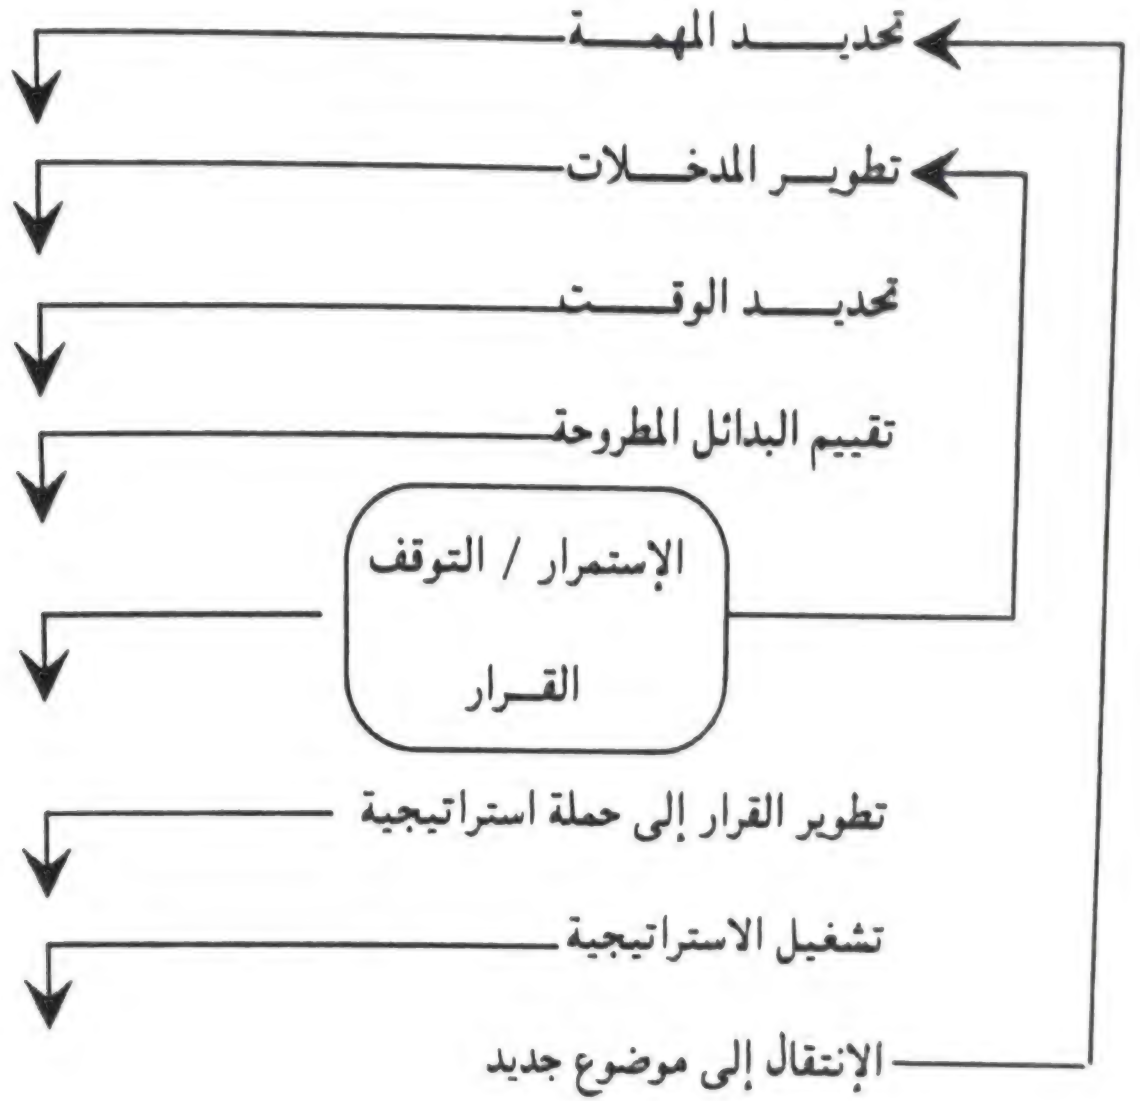 تحديد المهمة
تطوير المدخلات
تحديد الوقت
تقييم البدائل المطروحة
الإستمرار / التوقف
القرار
تطوير القرار إلى حملة استراتيجية
تشغيل الاستراتيجية
الإنتقال إلى موضوع جديد